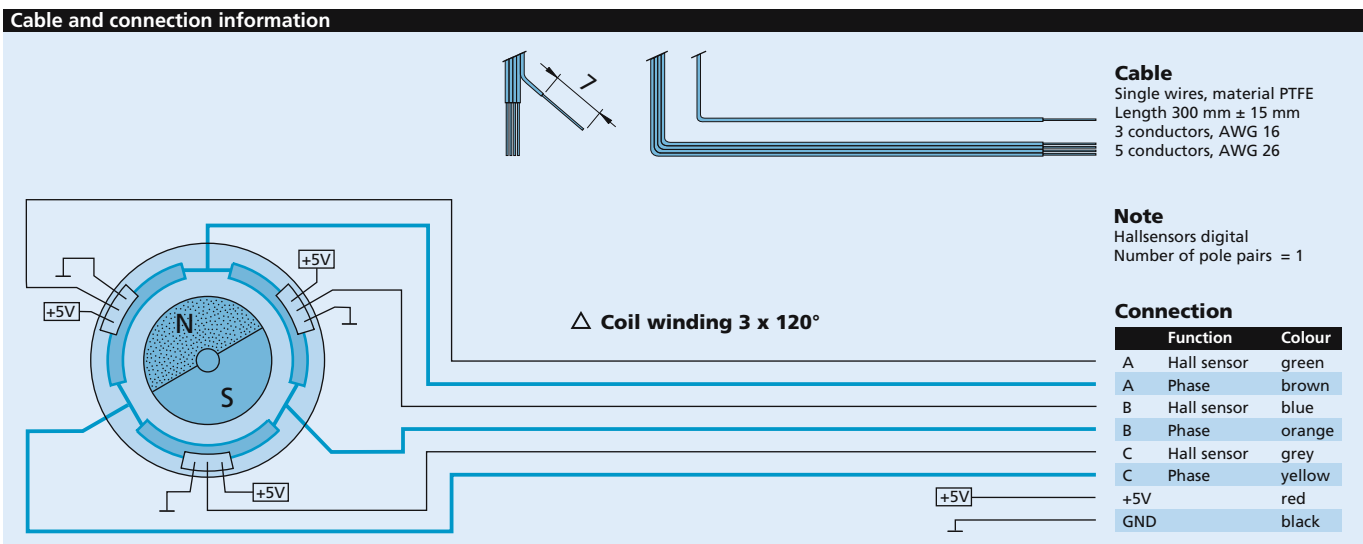 Cable and connection information
7
Cable
Single wires, material PTFE
Length 300 mm ± 15 mm
3 conductors, AWG 16
5 conductors, AWG 26
Note
Hallsensors digital
Number of pole pairs = 1
+5V
+5V
N
S
+5V
△ Coil winding 3 x 120°
+5V
Connection
Function Colour
A Hall sensor green
A Phase brown
B Hall sensor blue
B Phase orange
C Hall sensor grey
C Phase yellow
+5V red
GND black